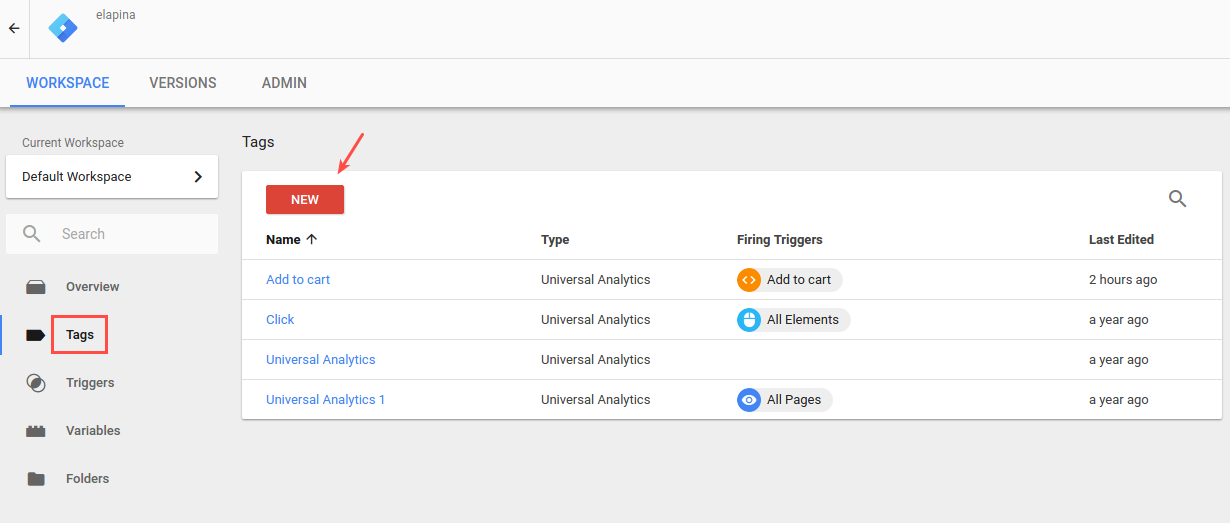 elapina
WORKSPACE VERSIONS ADMIN
Current Workspace
Default Workspace
Search
Overview
Tags
Triggers
Variables
Folders
Tags
NEW
Name Type Firing Triggers Last Edited
Add to cart Universal Analytics Add to cart 2 hours ago
Click Universal Analytics All Elements a year ago
Universal Analytics Universal Analytics a year ago
Universal Analytics 1 Universal Analytics All Pages a year ago